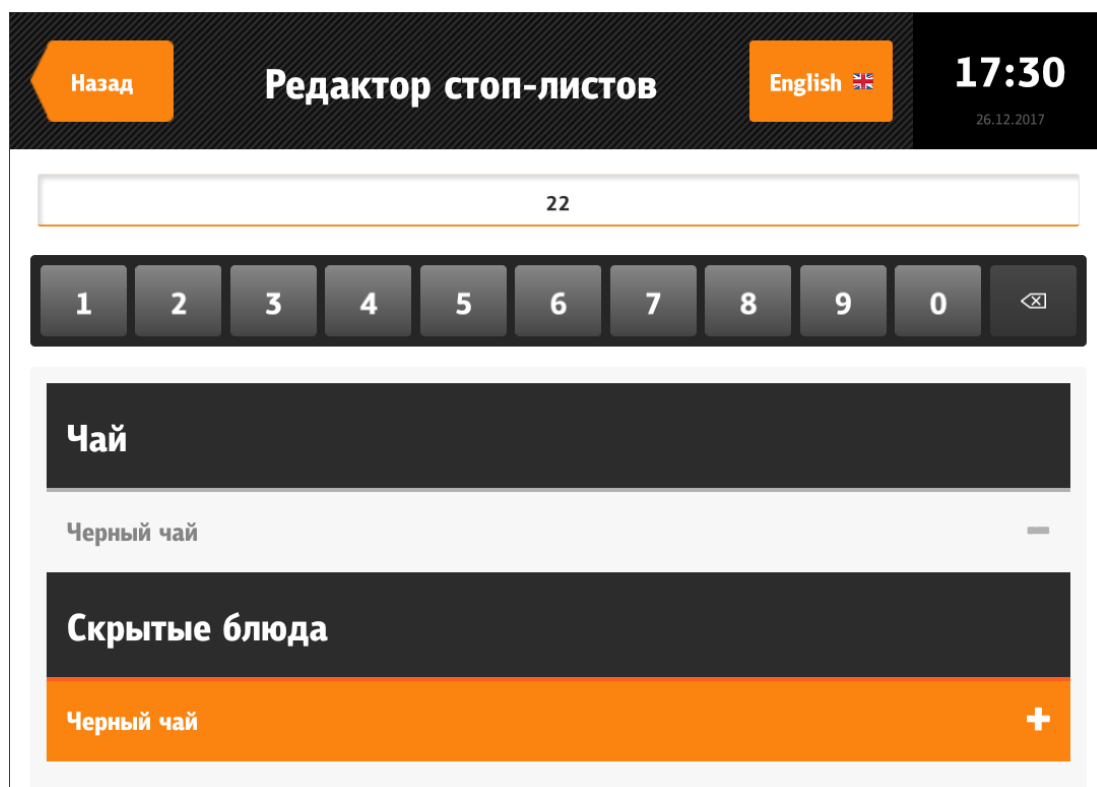 Назад
Редактор стоп-листов
English
17:30
26.12.2017
22
1 2 3 4 5 6 7 8 9 0
Чай
Черный чай
Скрытые блюда
Черный чай